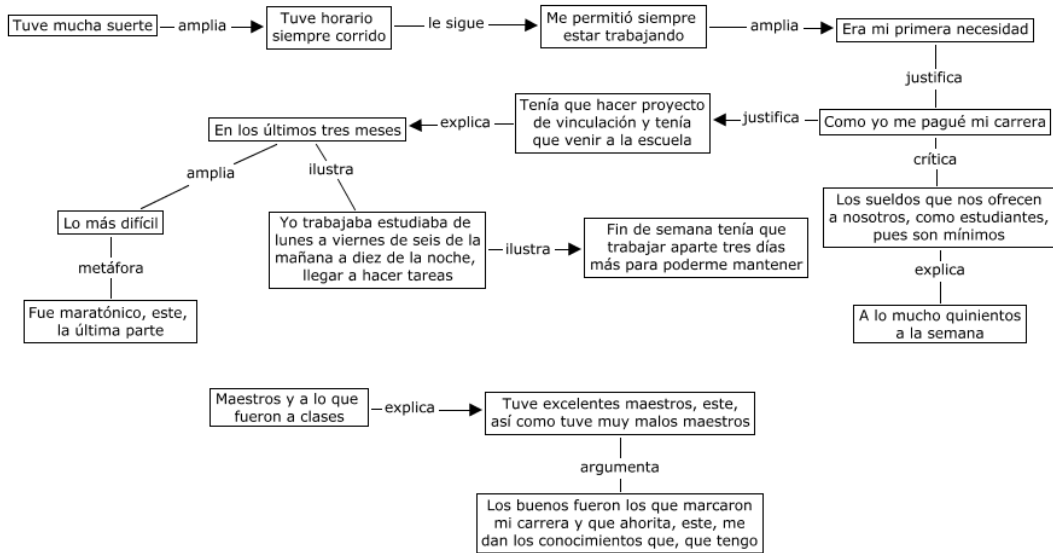 Tuve mucha suerte
amplia
Tuve horario
siempre corrido
le sigue
Me permitió siempre
estar trabajando
amplia
Era mi primera necesidad
justifica
Como yo me pagué mi carrera
justifica
Tenía que hacer proyecto
de vinculación y tenía
que venir a la escuela
explica
En los últimos tres meses
amplia
ilustra
crítica
Lo más difícil
Yo trabajaba estudiaba de
lunes a viernes de seis de la
mañana a diez de la noche,
llegar a hacer tareas
ilustra
Fin de semana tenía que
trabajar aparte tres días
más para poderme mantener
Los sueldos que nos ofrecen
a nosotros, como estudiantes,
pues son mínimos
metáfora
explica
Fue maratónico, este,
la última parte
A lo mucho quinientos
a la semana
Maestros y a lo que
fueron a clases
explica
Tuve excelentes maestros, este,
así como tuve muy malos maestros
argumenta
Los buenos fueron los que marcaron
mi carrera y que ahorita, este, me
dan los conocimientos que, que tengo